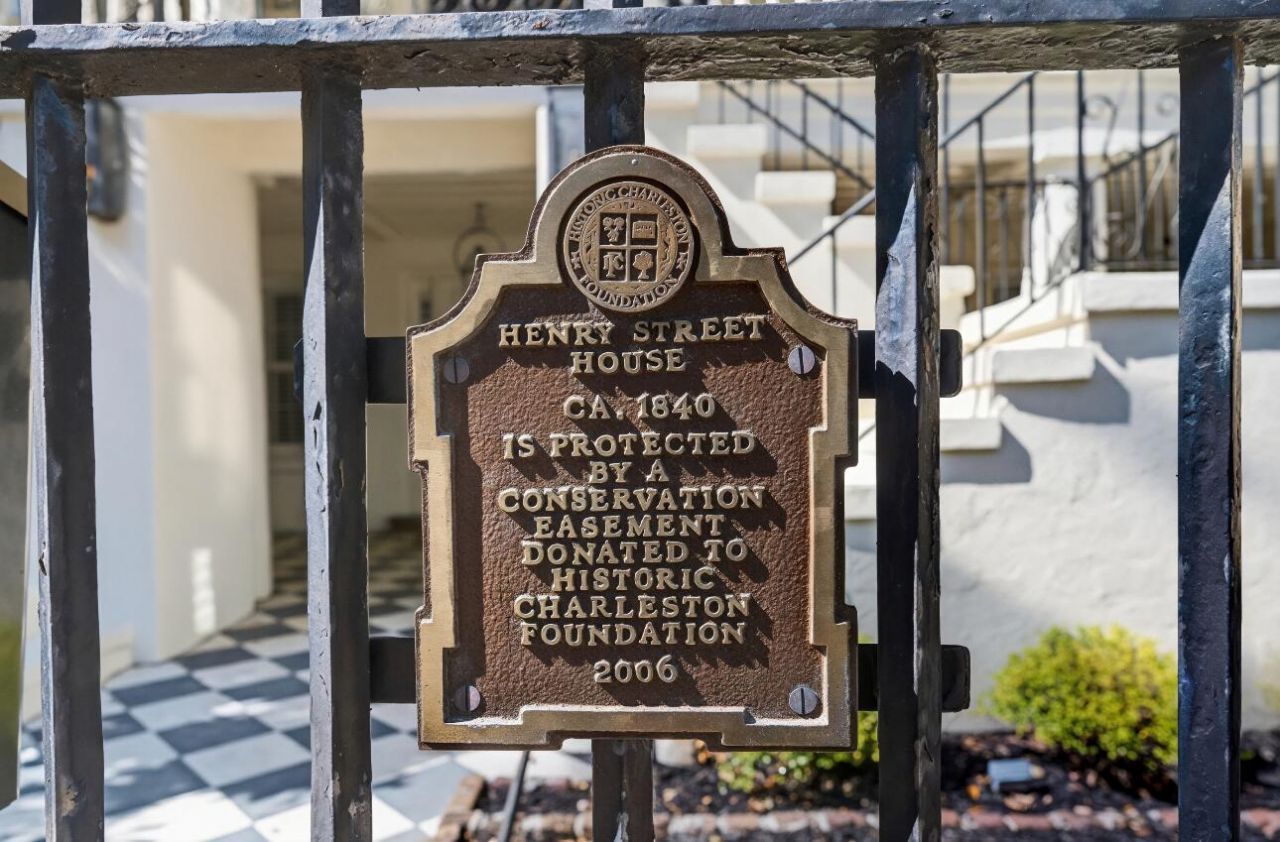 HISTORIC CHARLESTON
FOUNDATION
HENRY STREET
HOUSE
CA. 1840
IS PROTECTED
BY A
CONSERVATION
EASEMENT
DONATED TO
HISTORIC
CHARLESTON
FOUNDATION
2006